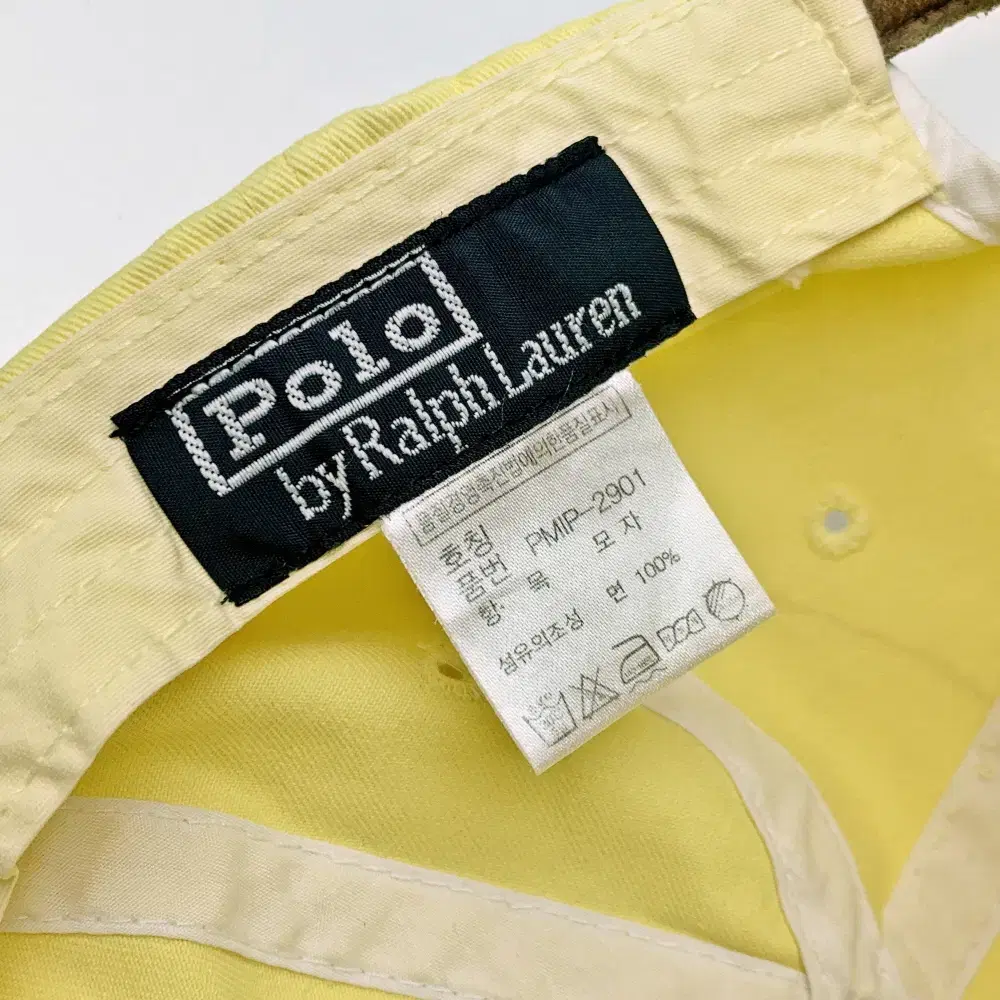 Polo
by Ralph Lauren
품질경영촉진법에의한품질표시
호칭
품번 PMIP-2901
항 목 모 자
섬유의조성 면 100%